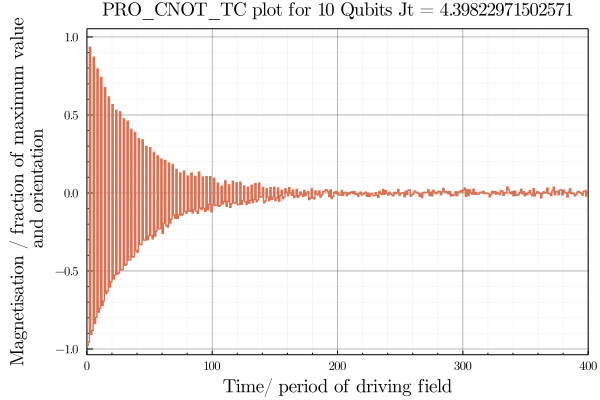 PRO_CNOT_TC plot for 10 Qubits Jt = 4.39822971502571
Magnetisation / fraction of maximum value
and orientation
1.0
0.5
0.0
−0.5
−1.0
0 100 200 300 400
Time/ period of driving field